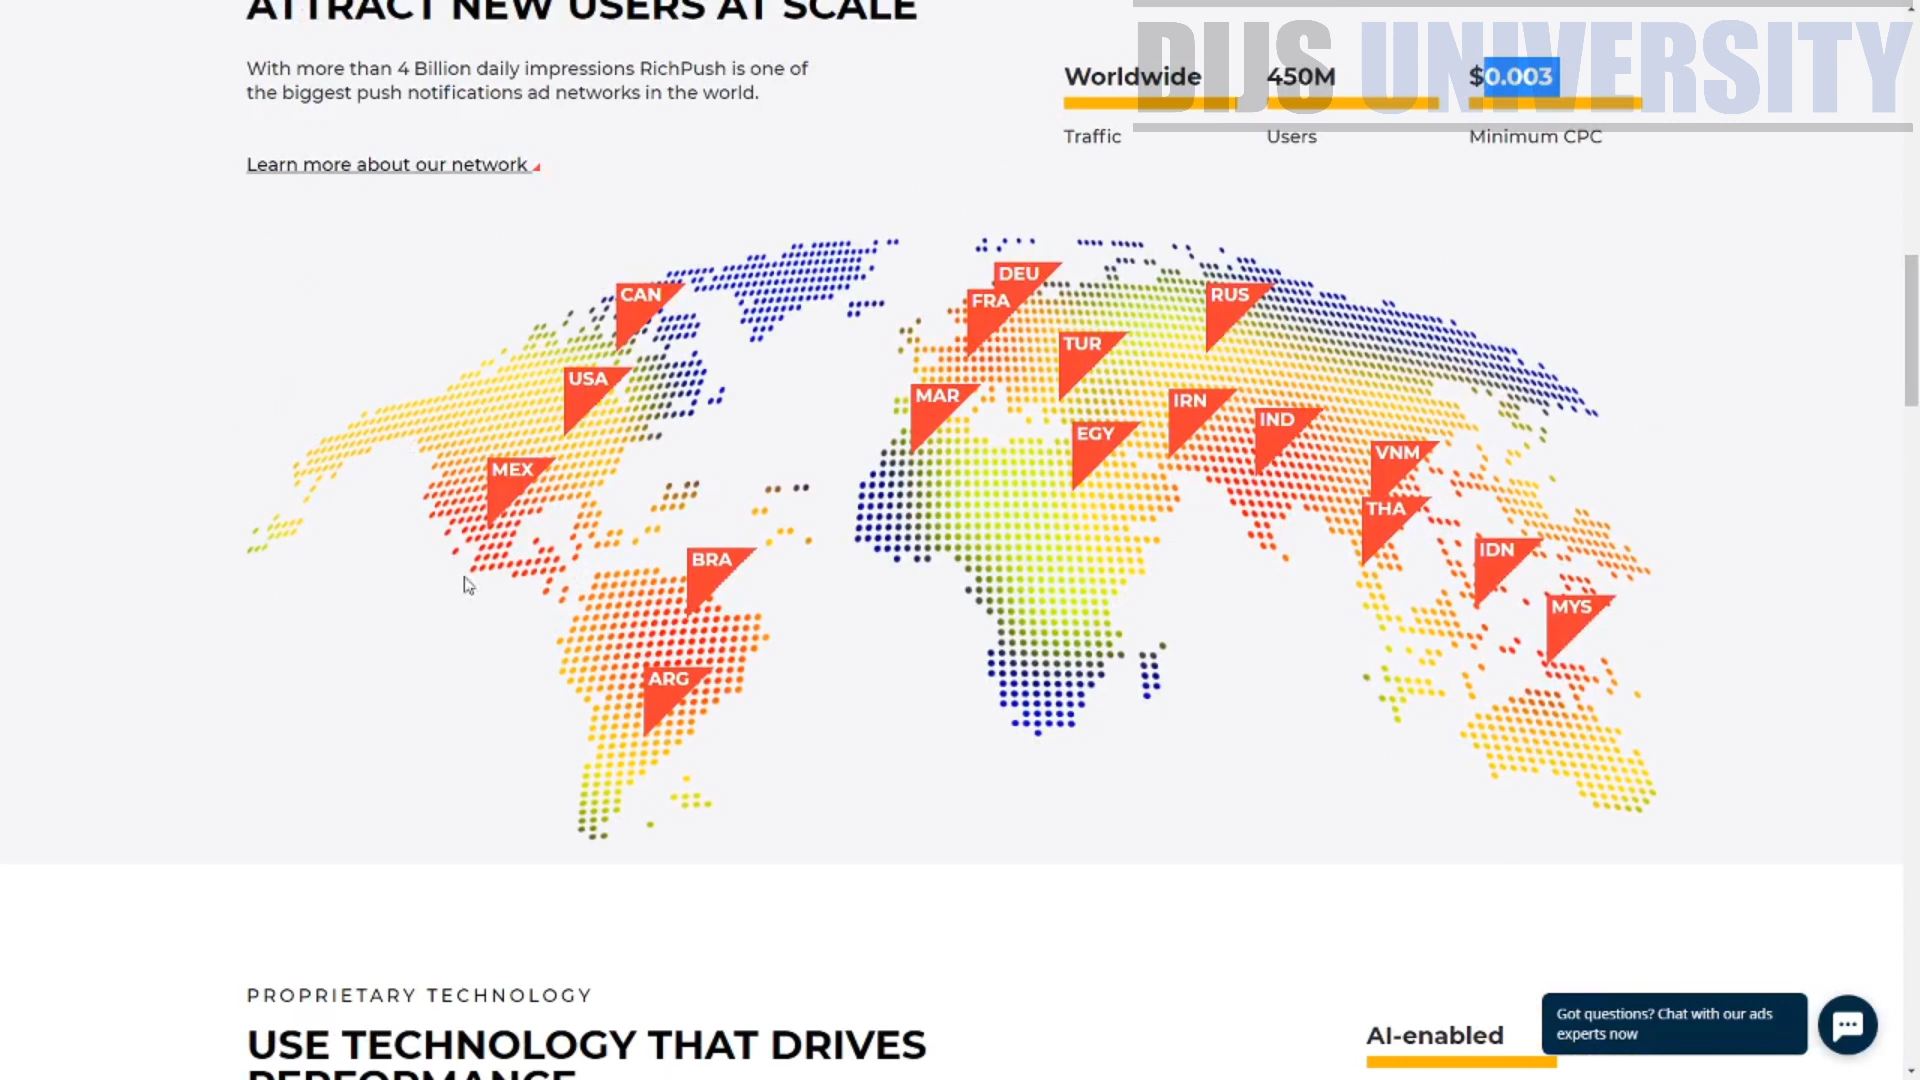 ATTRACT NEW USERS AT SCALE
DIJS UNIVERSITY
With more than 4 Billion daily impressions RichPush is one of
the biggest push notifications ad networks in the world.
Learn more about our network
Worldwide
Traffic
450M
Users
$0.003
Minimum CPC
CAN
DEU
FRA
RUS
TUR
USA
MAR
IRN
IND
EGY
VNM
MEX
THA
IDN
BRA
MYS
ARG
PROPRIETARY TECHNOLOGY
USE TECHNOLOGY THAT DRIVES
PERFORMANCE
AI-enabled
Got questions? Chat with our ads
experts now